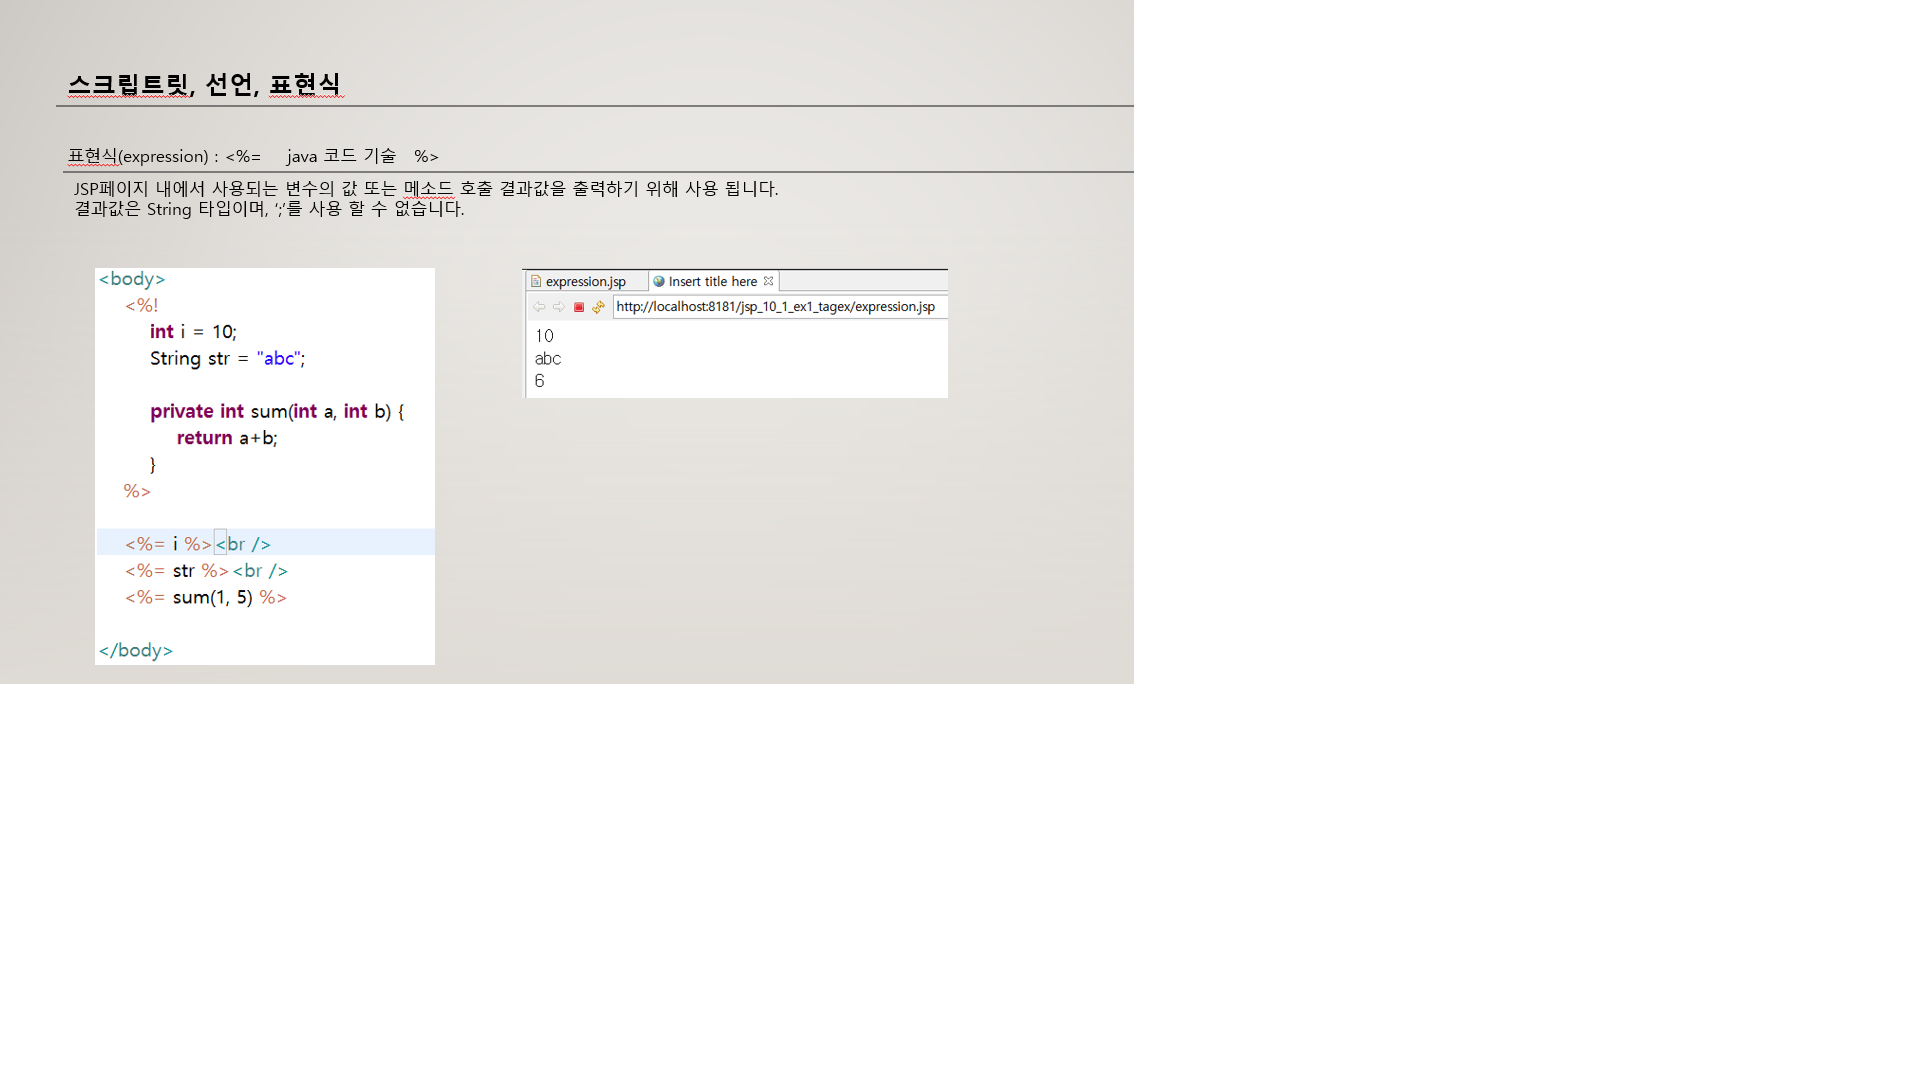 스크립트릿, 선언, 표현식
표현식(expression) : <%= java 코드 기술 %>
JSP페이지 내에서 사용되는 변수의 값 또는 메소드 호출 결과값을 출력하기 위해 사용 됩니다.
결과값은 String 타입이며, ‘;’를 사용 할 수 없습니다.
<body>
<%!
int i = 10;
String str = "abc";
private int sum(int a, int b) {
return a+b;
}
%>
<%= i %><br />
<%= str %><br />
<%= sum(1, 5) %>
</body>
expression.jsp
Insert title here
http://localhost:8181/jsp_10_1_ex1_tagex/expression.jsp
10
abc
6